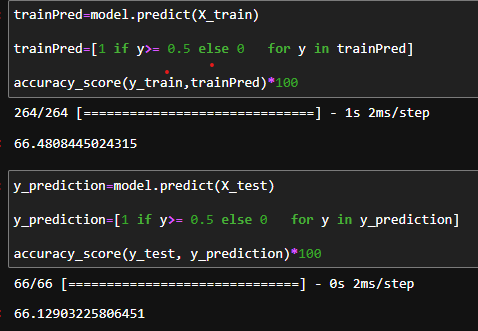 trainPred=model.predict(X_train)
trainPred=[1 if y>= 0.5 else 0   for y in trainPred]
accuracy_score(y_train,trainPred)*100
264/264 [==============================] - 1s 2ms/step
66.4808445024315
y_prediction=model.predict(X_test)
y_prediction=[1 if y>= 0.5 else 0   for y in y_prediction]
accuracy_score(y_test, y_prediction)*100
66/66 [==============================] - 0s 2ms/step
66.12903225806451